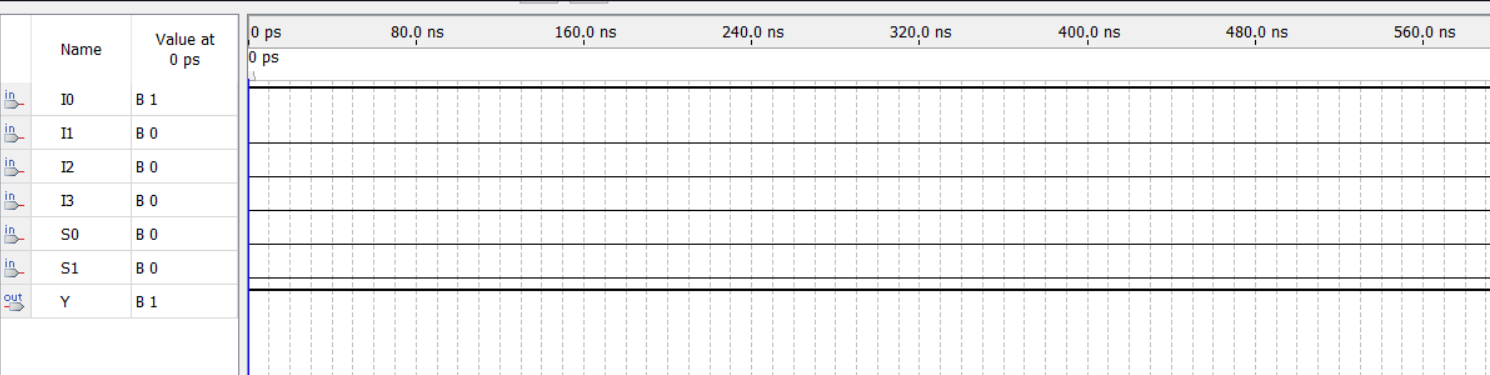 Name
Value at
0 ps
0 ps 80.0 ns 160.0 ns 240.0 ns 320.0 ns 400.0 ns 480.0 ns 560.0 ns
0 ps
in I0 B 1
in I1 B 0
in I2 B 0
in I3 B 0
in S0 B 0
in S1 B 0
out Y B 1